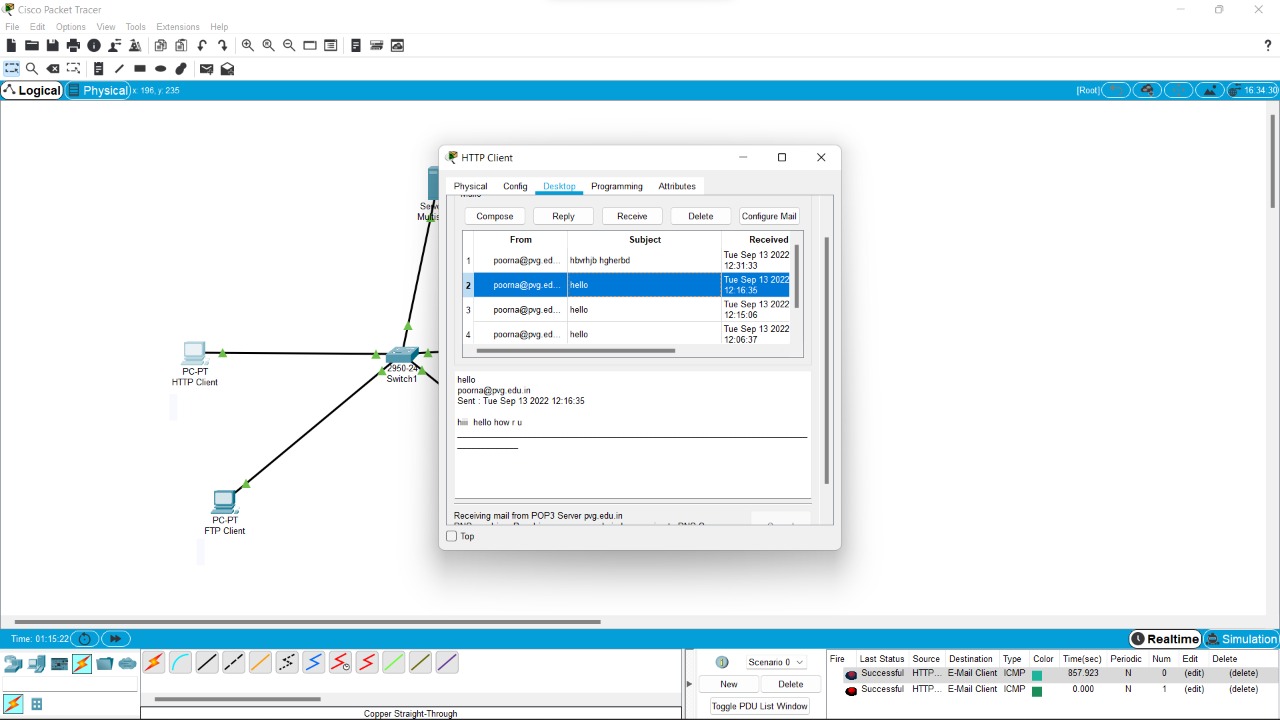 Cisco Packet Tracer
File Edit Options View Tools Extensions Help
?
Logical Physical x: 196, y: 235 [Root] 16:34:30
HTTP Client
Physical Config Desktop Programming Attributes
Compose Reply Receive Delete Configure Mail
From Subject Received
1 poorna@pvg.ed... hbvrhjb hgherbd Tue Sep 13 2022 12:31:33
2 poorna@pvg.ed... hello Tue Sep 13 2022 12:16:35
3 poorna@pvg.ed... hello Tue Sep 13 2022 12:15:06
4 poorna@pvg.ed... hello Tue Sep 13 2022 12:06:37
hello
poorna@pvg.edu.in
Sent : Tue Sep 13 2022 12:16:35
hiii hello how r u
Receiving mail from POP3 Server pvg.edu.in
Top
PC-PT
HTTP Client
2950-24
Switch1
PC-PT
FTP Client
Time: 01:15:22 Realtime Simulation
Scenario 0
New Delete
Toggle PDU List Window
Copper Straight-Through
Fire Last Status Source Destination Type Color Time(sec) Periodic Num Edit Delete
Successful HTTP... E-Mail Client ICMP 857.923 N 0 (edit) (delete)
Successful HTTP... E-Mail Client ICMP 0.000 N 1 (edit) (delete)